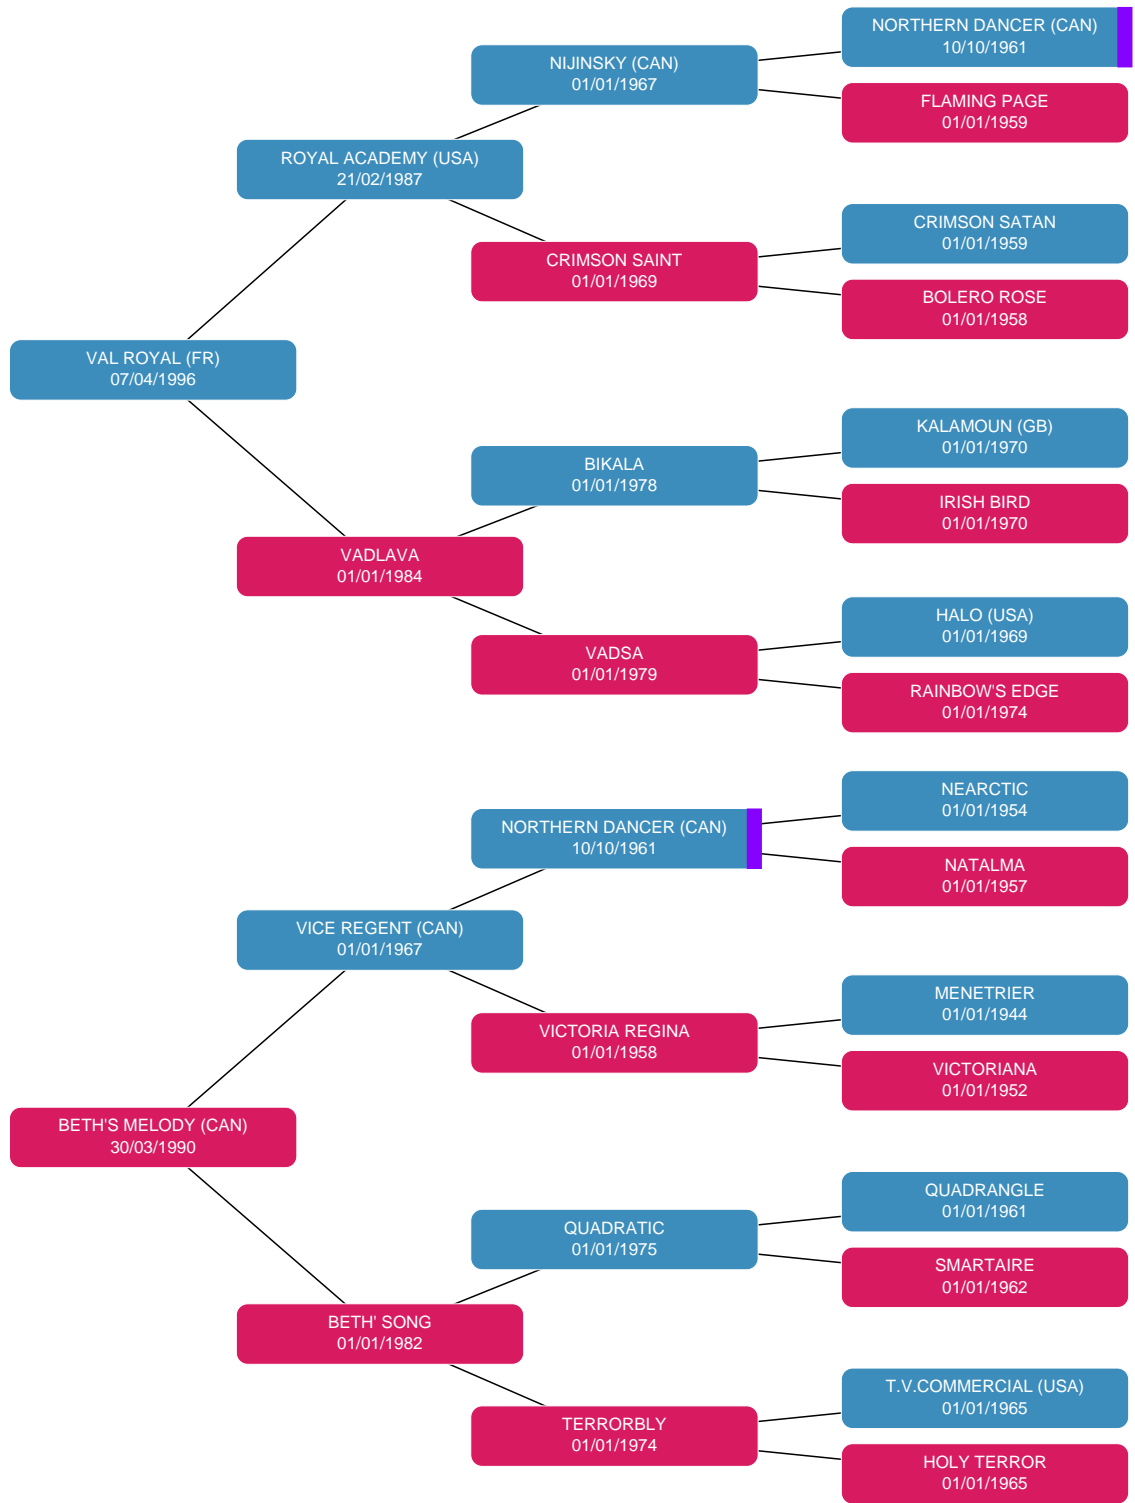 NORTHERN DANCER (CAN)
10/10/1961
NIJINSKY (CAN)
01/01/1967
FLAMING PAGE
01/01/1959
ROYAL ACADEMY (USA)
21/02/1987
CRIMSON SATAN
01/01/1959
CRIMSON SAINT
01/01/1969
BOLERO ROSE
01/01/1958
VAL ROYAL (FR)
07/04/1996
KALAMOUN (GB)
01/01/1970
BIKALA
01/01/1978
IRISH BIRD
01/01/1970
VADLAVA
01/01/1984
HALO (USA)
01/01/1969
VADSA
01/01/1979
RAINBOW'S EDGE
01/01/1974
NEARCTIC
01/01/1954
NORTHERN DANCER (CAN)
10/10/1961
NATALMA
01/01/1957
VICE REGENT (CAN)
01/01/1967
MENETRIER
01/01/1944
VICTORIA REGINA
01/01/1958
VICTORIANA
01/01/1952
BETH'S MELODY (CAN)
30/03/1990
QUADRANGLE
01/01/1961
QUADRATIC
01/01/1975
SMARTAIRE
01/01/1962
BETH' SONG
01/01/1982
T.V.COMMERCIAL (USA)
01/01/1965
TERRORBLY
01/01/1974
HOLY TERROR
01/01/1965